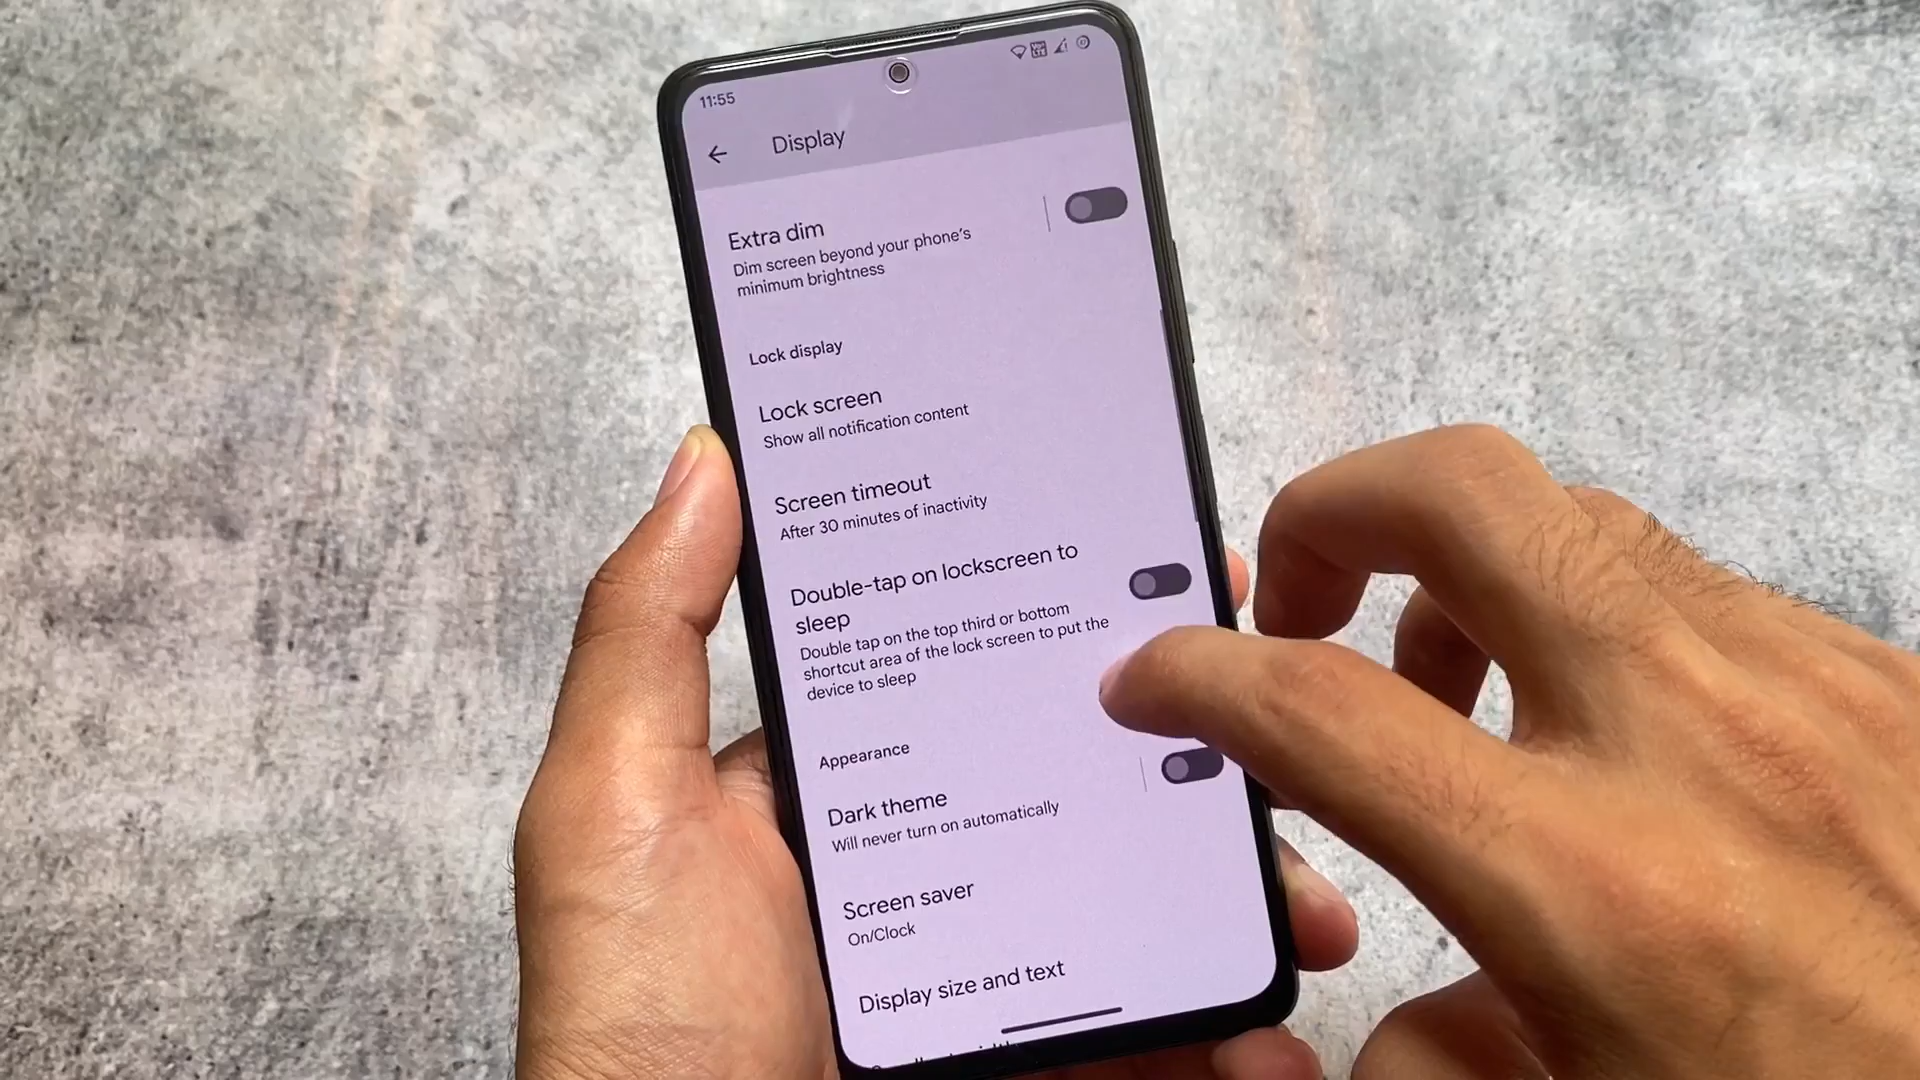 11:55
Display
Extra dim
Dim screen beyond your phone's
minimum brightness
Lock display
Lock screen
Show all notification content
Screen timeout
After 30 minutes of inactivity
Double-tap on lockscreen to
sleep
Double tap on the top third or bottom
shortcut area of the lock screen to put the
device to sleep
Appearance
Dark theme
Will never turn on automatically
Screen saver
On/Clock
Display size and text